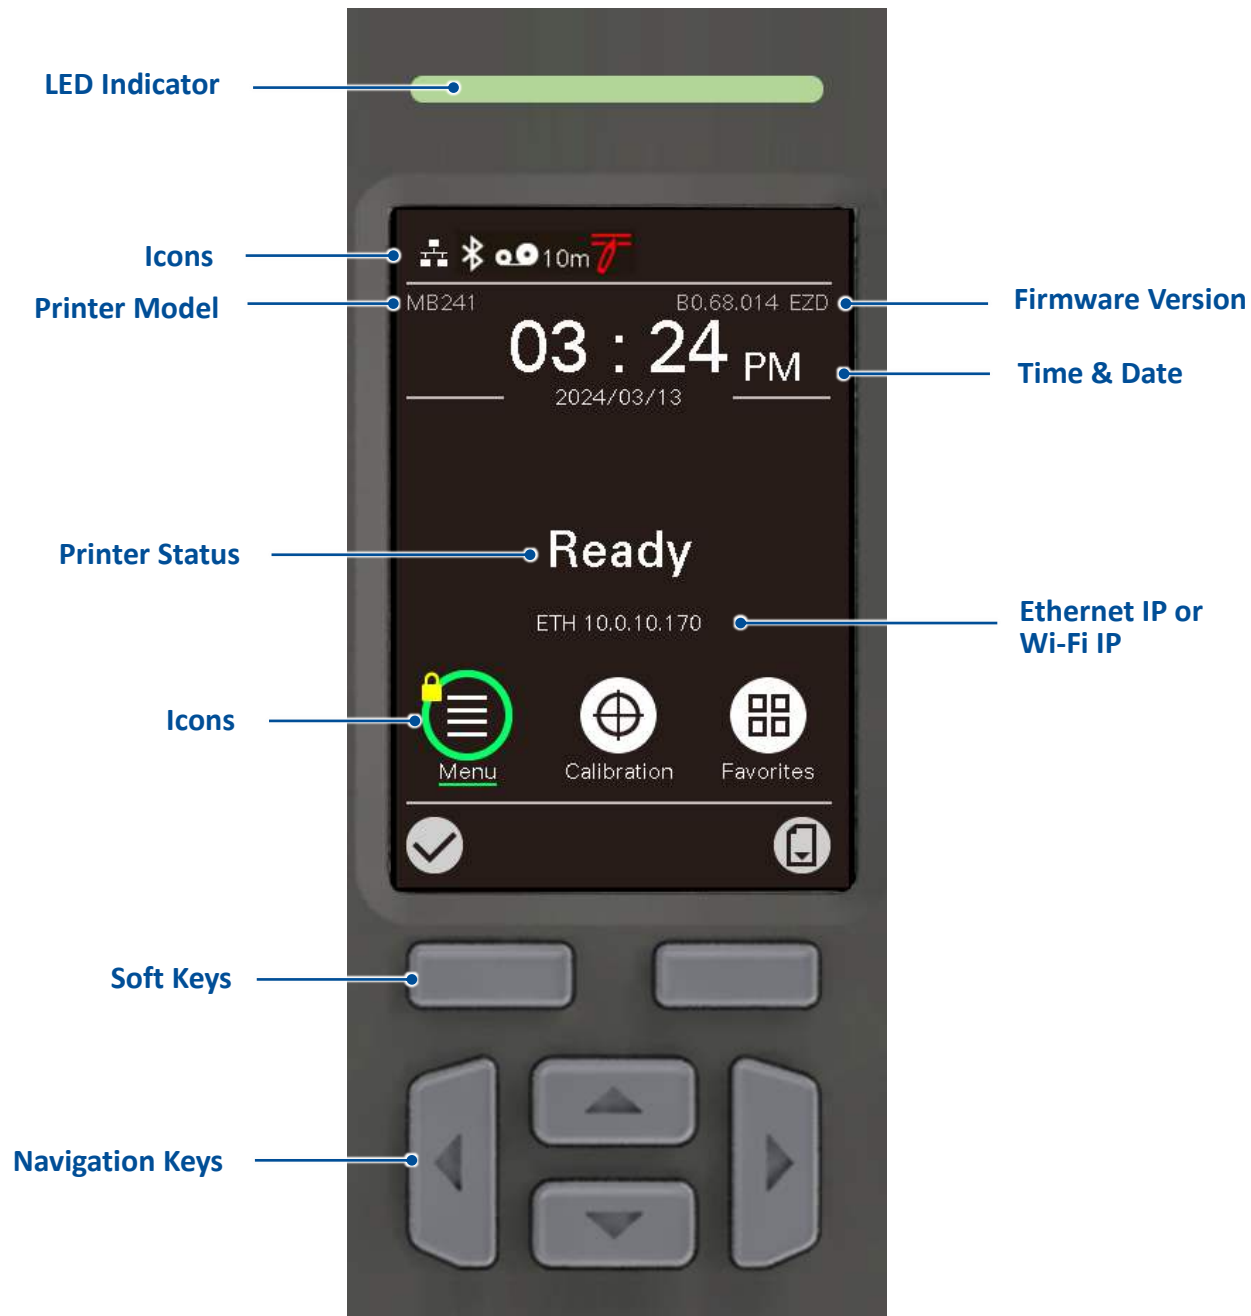 LED Indicator
Icons
10m
Printer Model
MB241
B0.68.014 EZD
Firmware Version
03 : 24 PM
Time & Date
2024/03/13
Printer Status
Ready
ETH 10.0.10.170
Ethernet IP or
Wi-Fi IP
Icons
Menu
Calibration
Favorites
Soft Keys
Navigation Keys